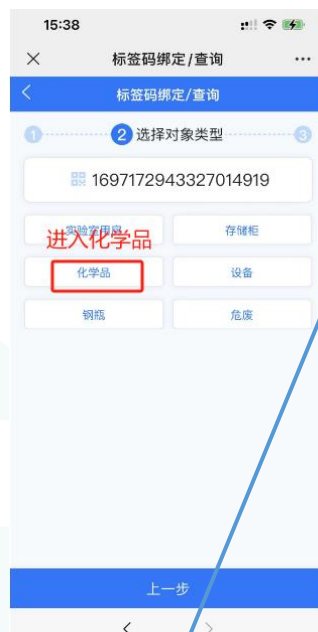 15:38
标签码绑定/查询
标签码绑定/查询
1 2 选择对象类型 3
1697172943327014919
进入化学品
存储柜
化学品 设备
钢瓶 危废
上一步